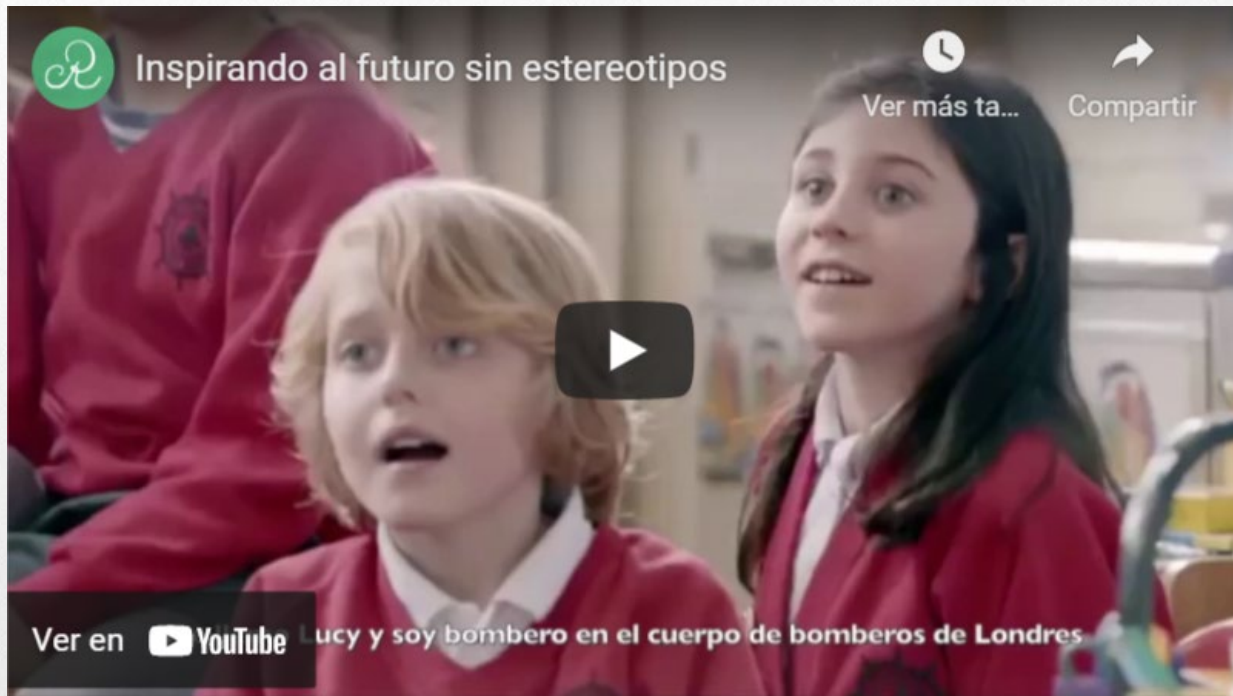 Inspirando al futuro sin estereotipos
Ver más ta...
Compartir
Lucy y soy bombero en el cuerpo de bomberos de Londres
Ver en YouTube